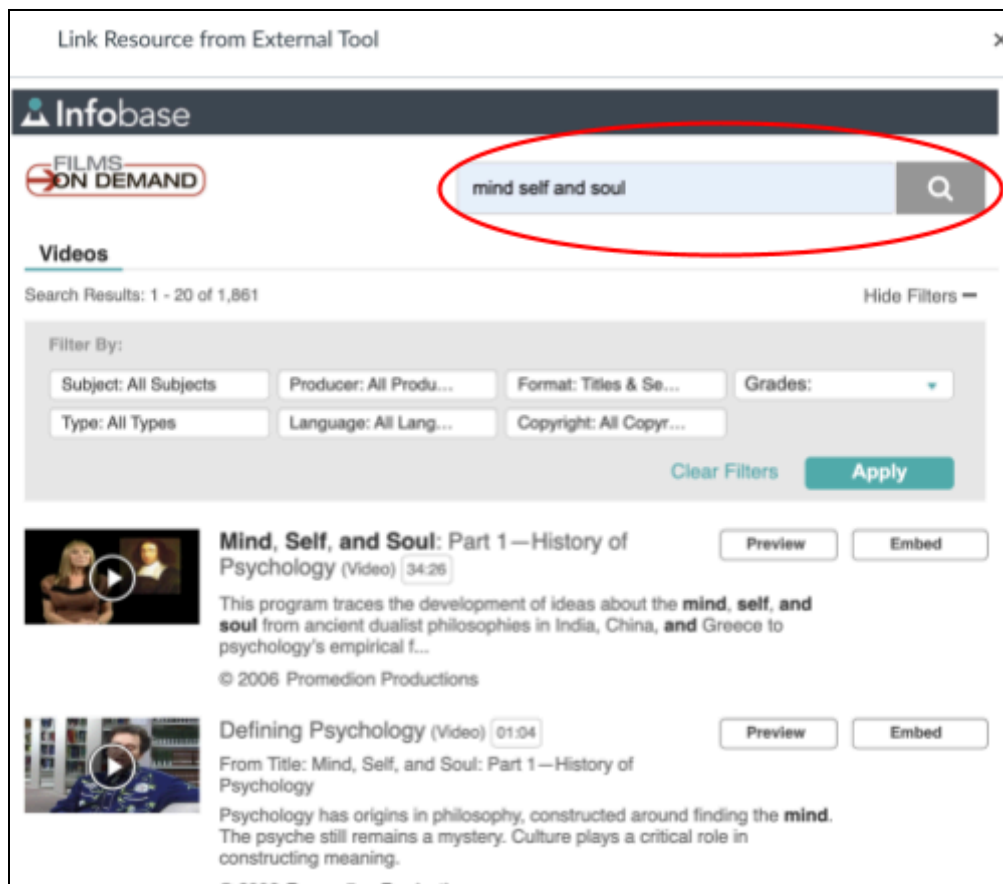 Link Resource from External Tool
×
Infobase
FILMS
ON DEMAND
mind self and soul
Videos
Search Results: 1 - 20 of 1,861
Hide Filters
Filter By:
Subject: All Subjects
Producer: All Produ...
Format: Titles & Se...
Grades:
Type: All Types
Language: All Lang...
Copyright: All Copyr...
Clear Filters
Apply
Mind, Self, and Soul: Part 1—History of
Psychology (Video) 34:26
Preview
Embed
This program traces the development of ideas about the mind, self, and
soul from ancient dualist philosophies in India, China, and Greece to
psychology's empirical f...
© 2006 Promedion Productions
Defining Psychology (Video) 01:04
Preview
Embed
From Title: Mind, Self, and Soul: Part 1—History of
Psychology
Psychology has origins in philosophy, constructed around finding the mind.
The psyche still remains a mystery. Culture plays a critical role in
constructing meaning.